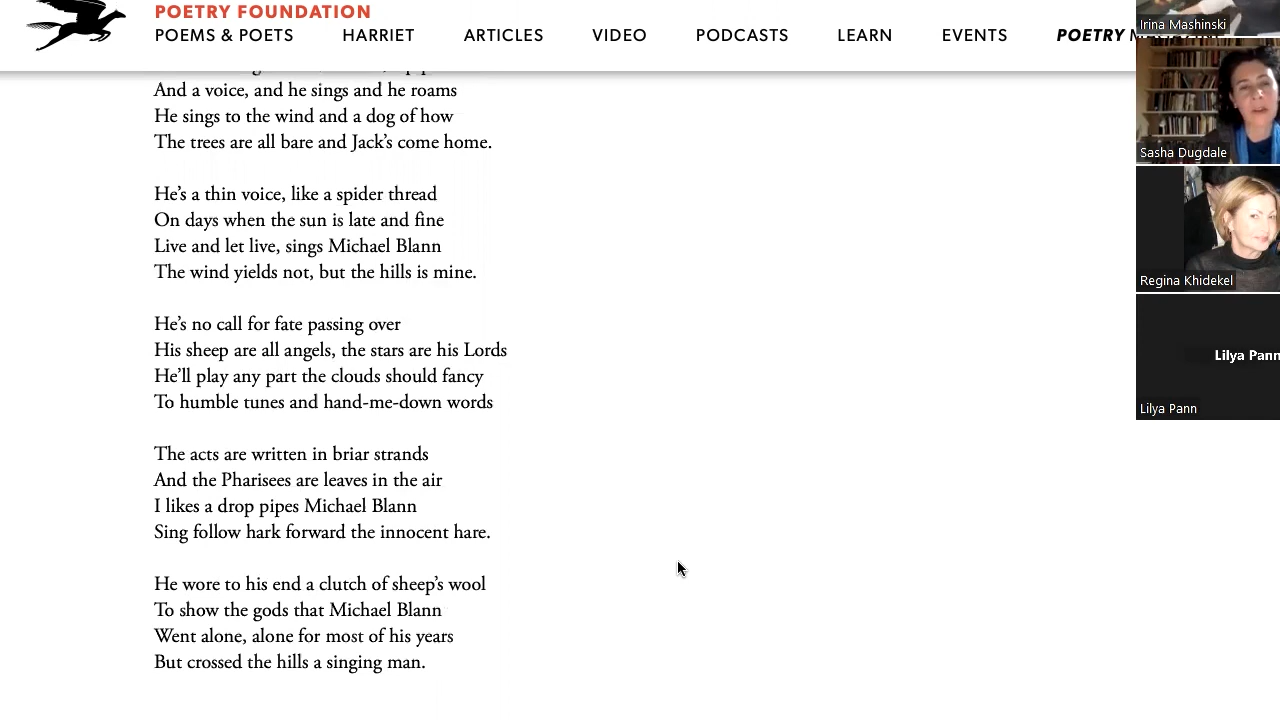 POETRY FOUNDATION
POEMS & POETS HARRIET ARTICLES VIDEO PODCASTS LEARN EVENTS POETRY
And a voice, and he sings and he roams
He sings to the wind and a dog of how
The trees are all bare and Jack’s come home.
He’s a thin voice, like a spider thread
On days when the sun is late and fine
Live and let live, sings Michael Blann
The wind yields not, but the hills is mine.
He’s no call for fate passing over
His sheep are all angels, the stars are his Lords
He’ll play any part the clouds should fancy
To humble tunes and hand-me-down words
The acts are written in briar strands
And the Pharisees are leaves in the air
I likes a drop pipes Michael Blann
Sing follow hark forward the innocent hare.
He wore to his end a clutch of sheep’s wool
To show the gods that Michael Blann
Went alone, alone for most of his years
But crossed the hills a singing man.
Irina Mashinski
Sasha Dugdale
Regina Khidekel
Lilya Pann
Lilya Pann